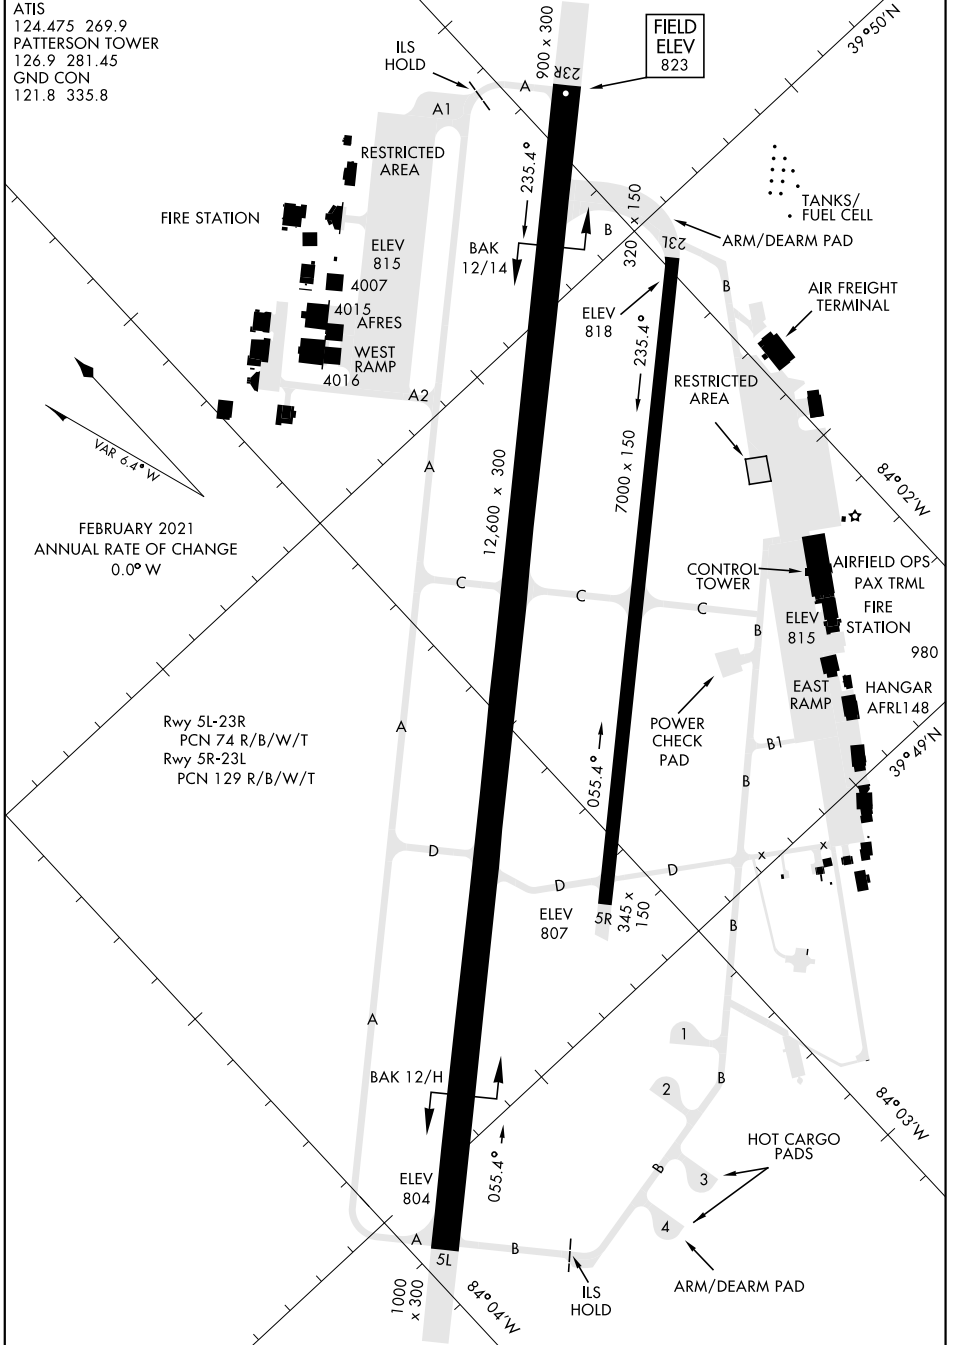 ATIS
124.475 269.9
PATTERSON TOWER
126.9 281.45
GND CON
121.8 335.8
900 x 300
FIELD
ELEV
823
39°50'N
ILS
HOLD
23R
A
A1
RESTRICTED
AREA
235.4°
320 x 150
TANKS/
FUEL CELL
FIRE STATION
B
23L
ARM/DEARM PAD
ELEV
815
BAK
12/14
4007
B
AIR FREIGHT
TERMINAL
4015
AFRES
ELEV
818
235.4°
WEST
RAMP
4016
A2
RESTRICTED
AREA
VAR 6.4° W
A
12,600 x 300
7000 x 150
84°02'W
FEBRUARY 2021
ANNUAL RATE OF CHANGE
0.0° W
CONTROL
TOWER
AIRFIELD OPS
PAX TRML
C
C
C
FIRE
STATION
ELEV
815
B
980
EAST
RAMP
HANGAR
AFRL148
Rwy 5L-23R
PCN 74 R/B/W/T
Rwy 5R-23L
PCN 129 R/B/W/T
A
POWER
CHECK
PAD
B1
39°49'N
055.4°
B
D
x
x
D
D
ELEV
807
5R
345 x
150
B
A
1
BAK 12/H
B
2
84°03'W
HOT CARGO
PADS
055.4°
ELEV
804
B
3
4
A
B
5L
ARM/DEARM PAD
1000
x 300
84°04'W
ILS
HOLD